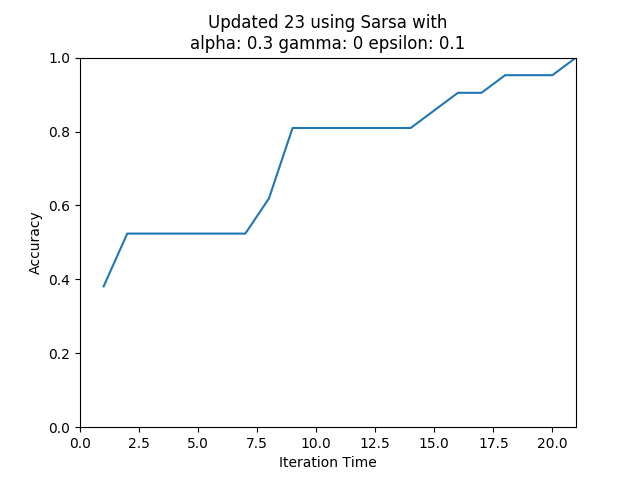 Updated 23 using Sarsa with
alpha: 0.3 gamma: 0 epsilon: 0.1
1.0
0.8
0.6
0.4
0.2
0.0
Accuracy
0.0 2.5 5.0 7.5 10.0 12.5 15.0 17.5 20.0
Iteration Time